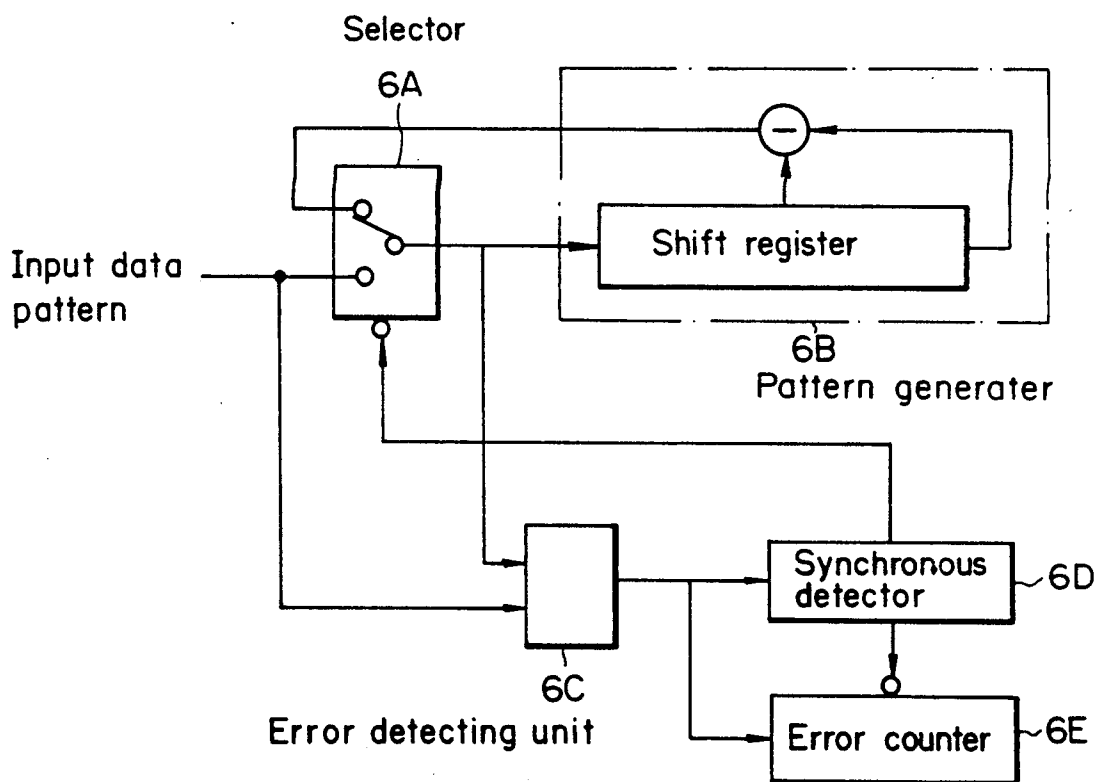 Selector
6A
−
Shift register
Input data
pattern
6B
Pattern generater
Synchronous
detector
6D
6C
Error detecting unit
Error counter
6E